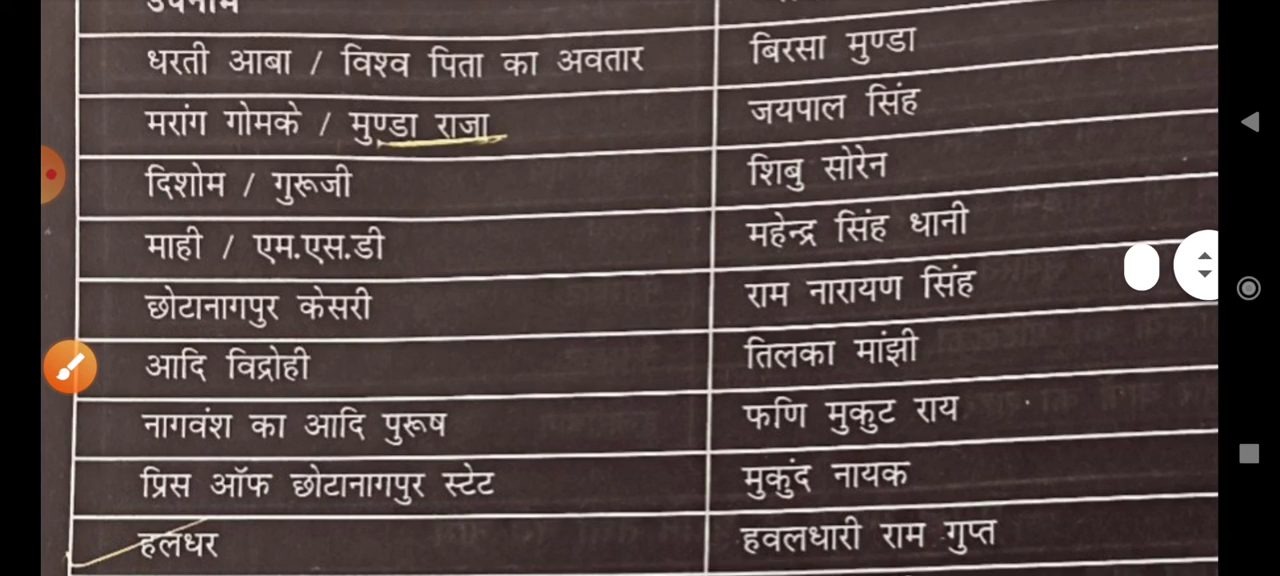 उपनाम
धरती आबा / विश्व पिता का अवतार बिरसा मुण्डा
मरांग गोमके / मुण्डा राजा जयपाल सिंह
दिशोम / गुरूजी शिबु सोरेन
माही / एम.एस.डी महेन्द्र सिंह धानी
छोटानागपुर केसरी राम नारायण सिंह
आदि विद्रोही तिलका मांझी
नागवंश का आदि पुरूष फणि मुकुट राय
प्रिस ऑफ छोटानागपुर स्टेट मुकुंद नायक
हलधर हवलधारी राम गुप्त